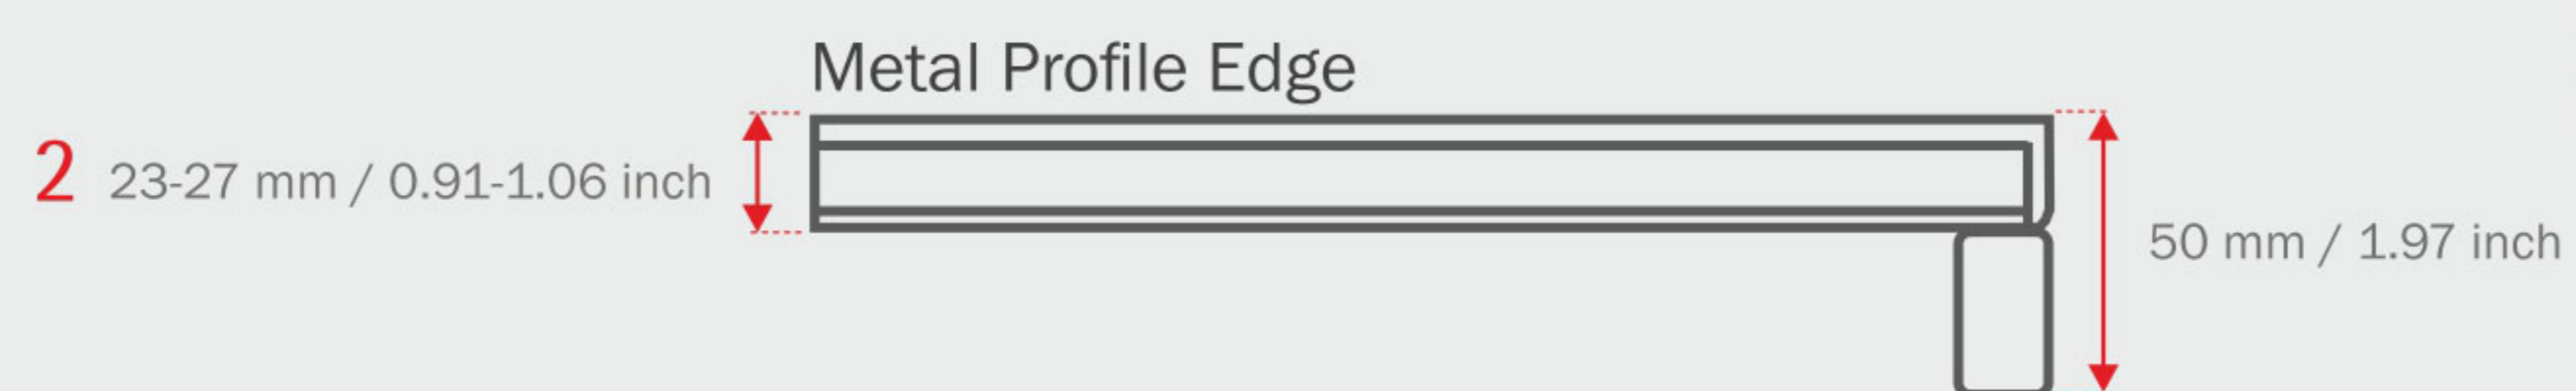 Metal Profile Edge
2 23-27 mm / 0.91-1.06 inch
50 mm / 1.97 inch